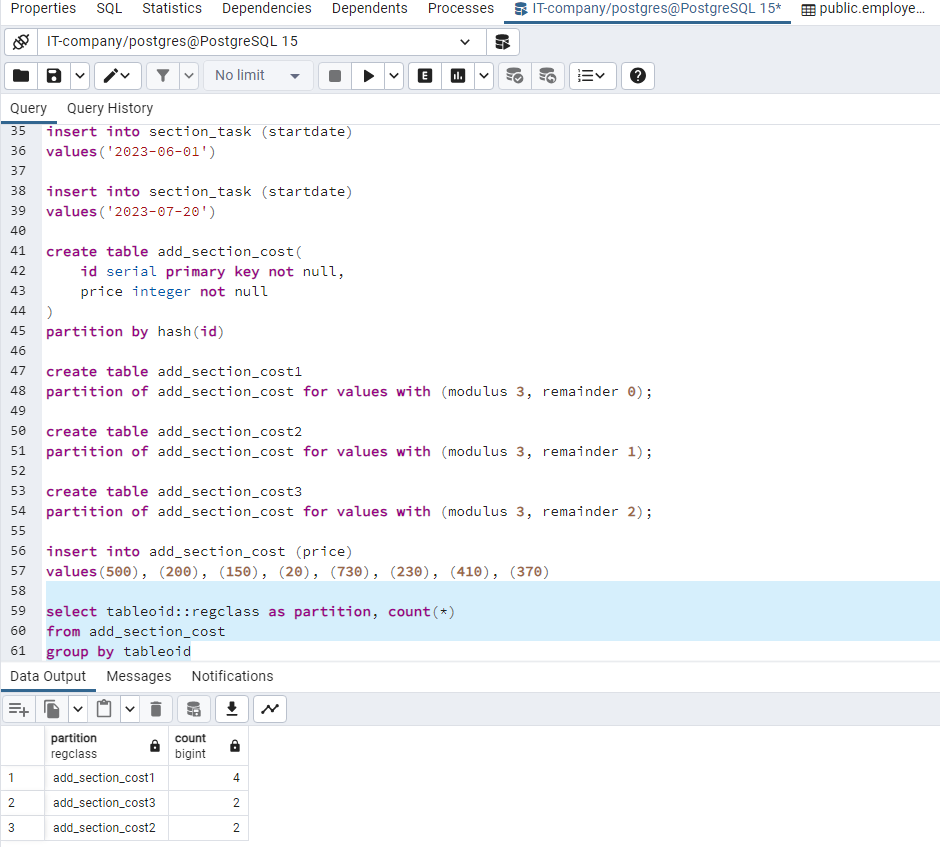 Properties SQL Statistics Dependencies Dependents Processes IT-company/postgres@PostgreSQL 15* public.employe...
IT-company/postgres@PostgreSQL 15
No limit E
Query Query History
35 insert into section_task (startdate)
36 values('2023-06-01')
37
38 insert into section_task (startdate)
39 values('2023-07-20')
40
41 create table add_section_cost(
42 id serial primary key not null,
43 price integer not null
44 )
45 partition by hash(id)
46
47 create table add_section_cost1
48 partition of add_section_cost for values with (modulus 3, remainder 0);
49
50 create table add_section_cost2
51 partition of add_section_cost for values with (modulus 3, remainder 1);
52
53 create table add_section_cost3
54 partition of add_section_cost for values with (modulus 3, remainder 2);
55
56 insert into add_section_cost (price)
57 values(500), (200), (150), (20), (730), (230), (410), (370)
58
59 select tableoid::regclass as partition, count(*)
60 from add_section_cost
61 group by tableoid
Data Output Messages Notifications
partition count
regclass bigint
1 add_section_cost1 4
2 add_section_cost3 2
3 add_section_cost2 2